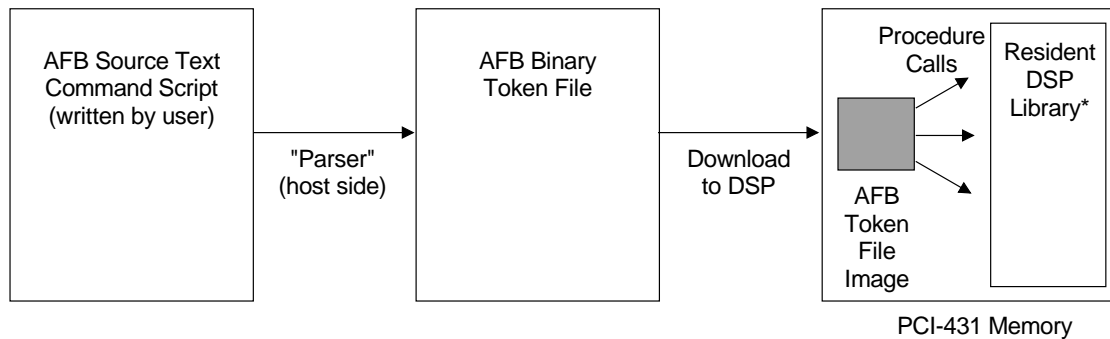 AFB Source Text
Command Script
(written by user)
"Parser"
(host side)
AFB Binary
Token File
Download
to DSP
Procedure
Calls
AFB
Token
File
Image
Resident
DSP
Library*
PCI-431 Memory